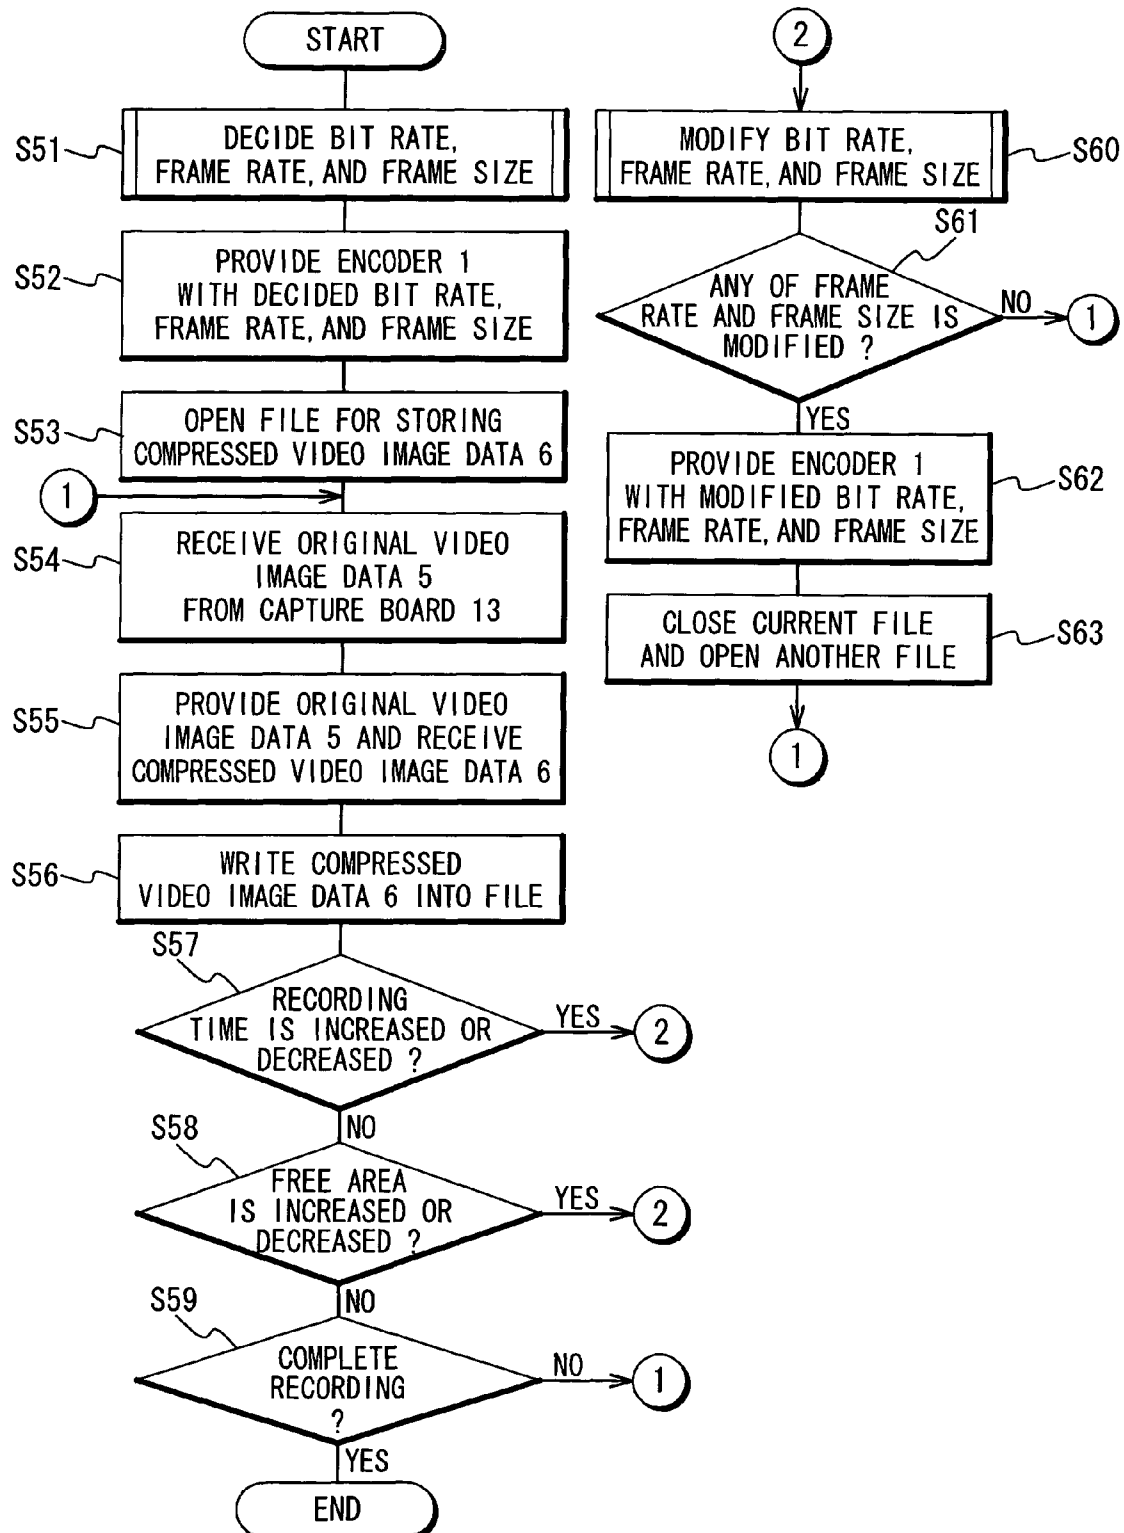 START
S51
DECIDE BIT RATE,
FRAME RATE, AND FRAME SIZE
S52
PROVIDE ENCODER 1
WITH DECIDED BIT RATE,
FRAME RATE, AND FRAME SIZE
S53
OPEN FILE FOR STORING
COMPRESSED VIDEO IMAGE DATA 6
1
S54
RECEIVE ORIGINAL VIDEO
IMAGE DATA 5
FROM CAPTURE BOARD 13
S55
PROVIDE ORIGINAL VIDEO
IMAGE DATA 5 AND RECEIVE
COMPRESSED VIDEO IMAGE DATA 6
S56
WRITE COMPRESSED
VIDEO IMAGE DATA 6 INTO FILE
S57
RECORDING
TIME IS INCREASED OR
DECREASED ?
YES
2
NO
S58
FREE AREA
IS INCREASED OR
DECREASED ?
YES
2
NO
S59
COMPLETE
RECORDING
?
NO
1
YES
END
2
MODIFY BIT RATE,
FRAME RATE, AND FRAME SIZE
S60
S61
ANY OF FRAME
RATE AND FRAME SIZE IS
MODIFIED ?
NO
1
YES
PROVIDE ENCODER 1
WITH MODIFIED BIT RATE,
FRAME RATE, AND FRAME SIZE
S62
CLOSE CURRENT FILE
AND OPEN ANOTHER FILE
S63
1